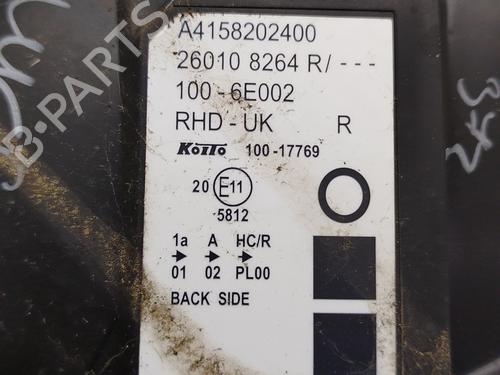 A4158202400
26010 8264 R/ - - -
100 - 6E002
RHD - UK R
KOITO 100 -17769
20 E11
5812
1a A HC/R
01 02 PL00
BACK SIDE
B-PARTS